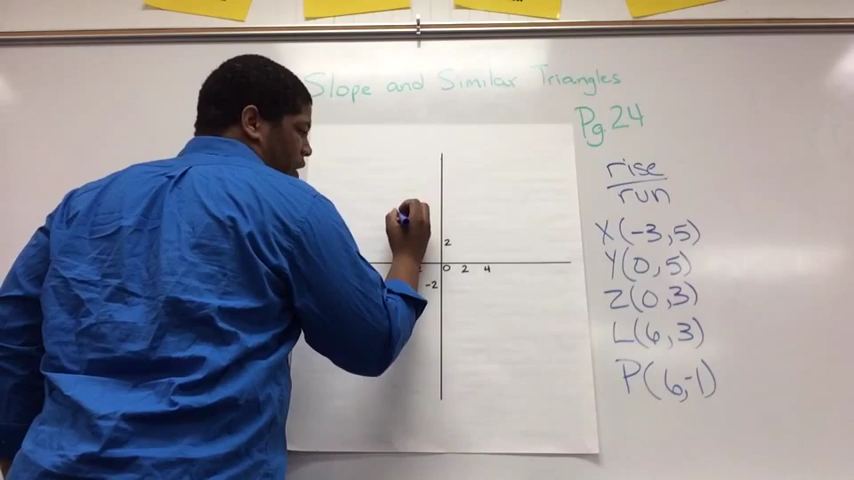 Slope and Similar Triangles
Pg. 24
rise
run
X(-3,5)
Y(0,5)
Z(0,3)
L(6,3)
P(6,-1)
2
0 2 4
-2